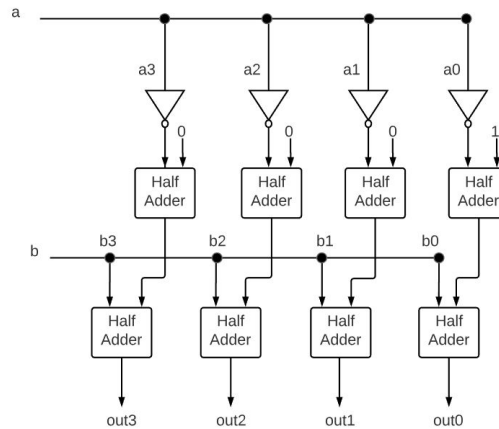 a
a3 a2 a1 a0
0 0 0 1
Half Adder Half Adder Half Adder Half Adder
b
b3 b2 b1 b0
Half Adder Half Adder Half Adder Half Adder
out3 out2 out1 out0